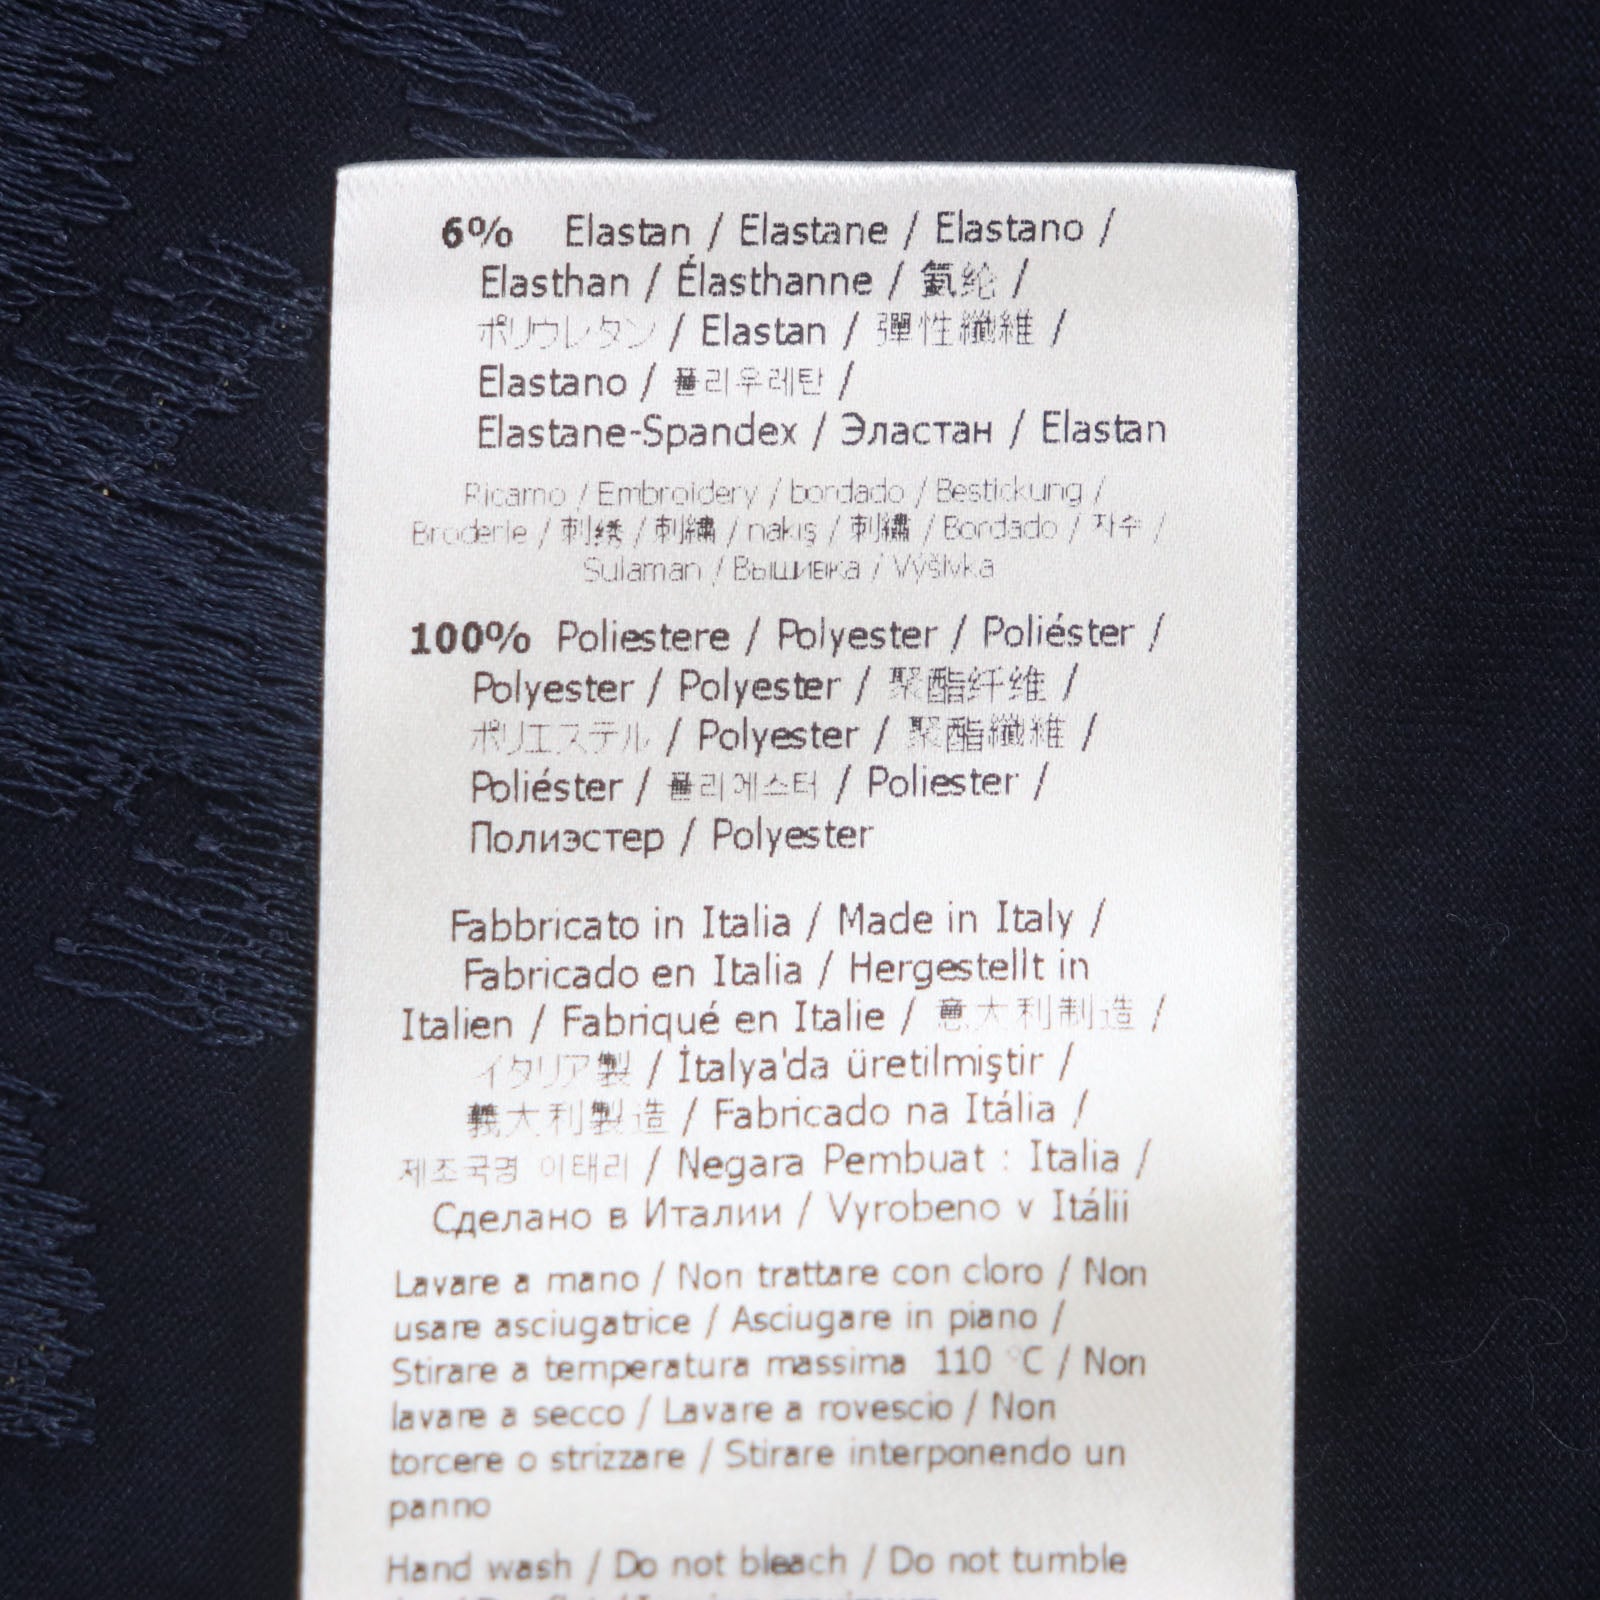 6% Elastan / Elastane / Elastano /
Elasthan / Élasthanne / 氨纶 /
ポリウレタン / Elastan / 彈性纖維 /
Elastano / 폴리우레탄 /
Elastane-Spandex / Эластан / Elastan
Ricamo / Embroidery / bordado / Bestickung /
Broderie / 刺绣 / 刺繍 / nakış / 刺繡 / Bordado / 자수 /
Sulaman / Вышивка / Výšivka
100% Poliestere / Polyester / Poliéster /
Polyester / Polyester / 聚酯纤维 /
ポリエステル / Polyester / 聚酯纖維 /
Poliéster / 폴리에스터 / Poliester /
Полиэстер / Polyester
Fabbricato in Italia / Made in Italy /
Fabricado en Italia / Hergestellt in
Italien / Fabriqué en Italie / 意大利制造 /
イタリア製 / İtalya'da üretilmiştir /
義大利製造 / Fabricado na Itália /
제조국명 이태리 / Negara Pembuat : Italia /
Сделано в Италии / Vyrobeno v Itálii
Lavare a mano / Non trattare con cloro / Non
usare asciugatrice / Asciugare in piano /
Stirare a temperatura massima 110 °C / Non
lavare a secco / Lavare a rovescio / Non
torcere o strizzare / Stirare interponendo un
panno
Hand wash / Do not bleach / Do not tumble